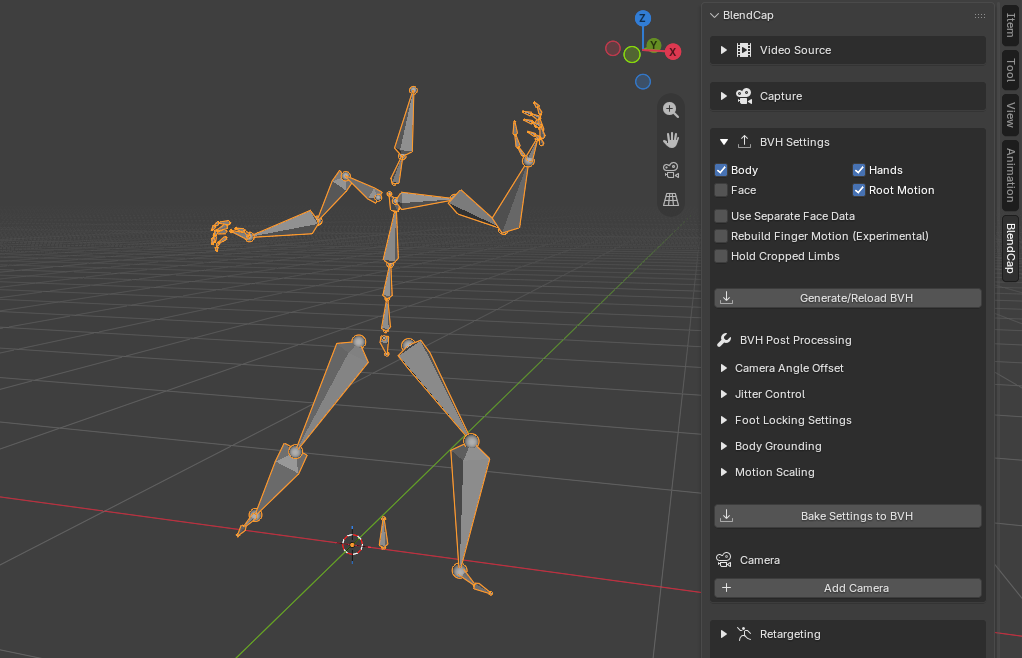 Z
Y
X
BlendCap
Video Source
Capture
BVH Settings
Body
Hands
Face
Root Motion
Use Separate Face Data
Rebuild Finger Motion (Experimental)
Hold Cropped Limbs
Generate/Reload BVH
BVH Post Processing
Camera Angle Offset
Jitter Control
Foot Locking Settings
Body Grounding
Motion Scaling
Bake Settings to BVH
Camera
Add Camera
Retargeting
Item
Tool
View
Animation
BlendCap